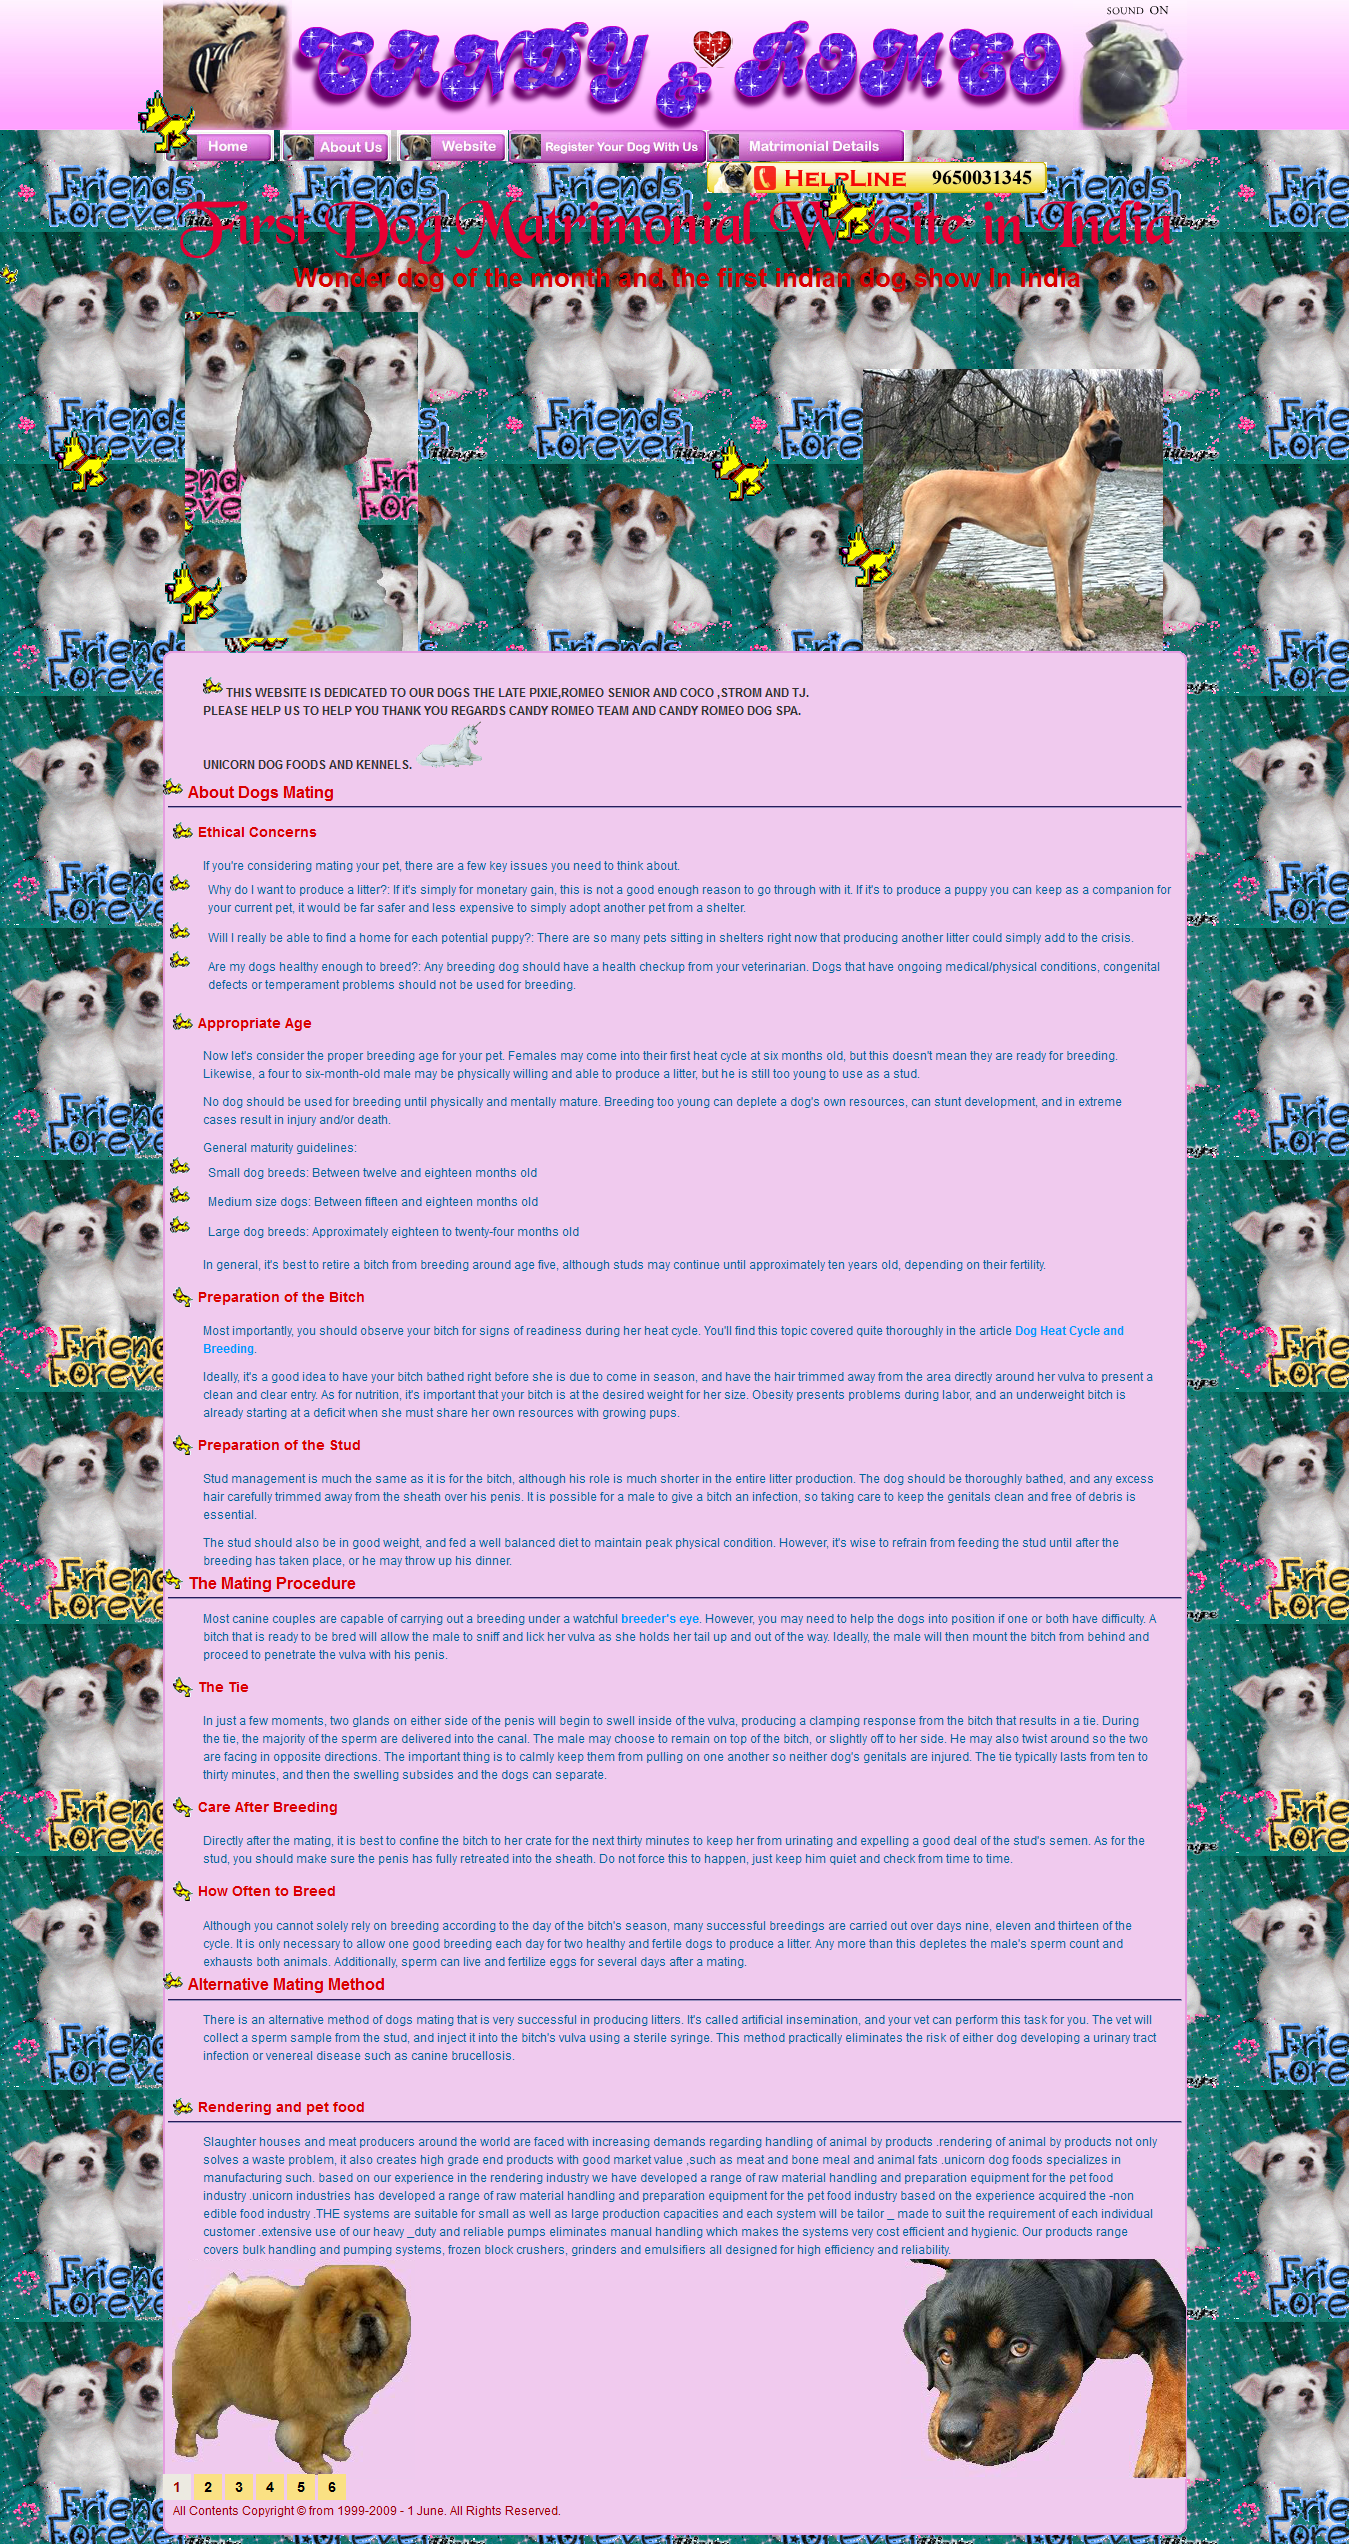 SOUND ON
CANDY & ROMEO
Home
About Us
Website
Register Your Dog With Us
Matrimonial Details
HELPLINE 9650031345
First Dog Matrimonial Website in India
Wonder dog of the month and the first indian dog show In india
Friends Forever!
THIS WEBSITE IS DEDICATED TO OUR DOGS THE LATE PIXIE,ROMEO SENIOR AND COCO ,STROM AND TJ.
PLEASE HELP US TO HELP YOU THANK YOU REGARDS CANDY ROMEO TEAM AND CANDY ROMEO DOG SPA.
UNICORN DOG FOODS AND KENNELS.
About Dogs Mating
Ethical Concerns
If you're considering mating your pet, there are a few key issues you need to think about.
Why do I want to produce a litter?: If it's simply for monetary gain, this is not a good enough reason to go through with it. If it's to produce a puppy you can keep as a companion for
your current pet, it would be far safer and less expensive to simply adopt another pet from a shelter.
Will I really be able to find a home for each potential puppy?: There are so many pets sitting in shelters right now that producing another litter could simply add to the crisis.
Are my dogs healthy enough to breed?: Any breeding dog should have a health checkup from your veterinarian. Dogs that have ongoing medical/physical conditions, congenital
defects or temperament problems should not be used for breeding.
Appropriate Age
Now let's consider the proper breeding age for your pet. Females may come into their first heat cycle at six months old, but this doesn't mean they are ready for breeding.
Likewise, a four to six-month-old male may be physically willing and able to produce a litter, but he is still too young to use as a stud.
No dog should be used for breeding until physically and mentally mature. Breeding too young can deplete a dog's own resources, can stunt development, and in extreme
cases result in injury and/or death.
General maturity guidelines:
Small dog breeds: Between twelve and eighteen months old
Medium size dogs: Between fifteen and eighteen months old
Large dog breeds: Approximately eighteen to twenty-four months old
In general, it's best to retire a bitch from breeding around age five, although studs may continue until approximately ten years old, depending on their fertility.
Preparation of the Bitch
Most importantly, you should observe your bitch for signs of readiness during her heat cycle. You'll find this topic covered quite thoroughly in the article Dog Heat Cycle and
Breeding.
Ideally, it's a good idea to have your bitch bathed right before she is due to come in season, and have the hair trimmed away from the area directly around her vulva to present a
clean and clear entry. As for nutrition, it's important that your bitch is at the desired weight for her size. Obesity presents problems during labor, and an underweight bitch is
already starting at a deficit when she must share her own resources with growing pups.
Preparation of the Stud
Stud management is much the same as it is for the bitch, although his role is much shorter in the entire litter production. The dog should be thoroughly bathed, and any excess
hair carefully trimmed away from the sheath over his penis. It is possible for a male to give a bitch an infection, so taking care to keep the genitals clean and free of debris is
essential.
The stud should also be in good weight, and fed a well balanced diet to maintain peak physical condition. However, it's wise to refrain from feeding the stud until after the
breeding has taken place, or he may throw up his dinner.
The Mating Procedure
Most canine couples are capable of carrying out a breeding under a watchful breeder's eye. However, you may need to help the dogs into position if one or both have difficulty. A
bitch that is ready to be bred will allow the male to sniff and lick her vulva as she holds her tail up and out of the way. Ideally, the male will then mount the bitch from behind and
proceed to penetrate the vulva with his penis.
The Tie
In just a few moments, two glands on either side of the penis will begin to swell inside of the vulva, producing a clamping response from the bitch that results in a tie. During
the tie, the majority of the sperm are delivered into the canal. The male may choose to remain on top of the bitch, or slightly off to her side. He may also twist around so the two
are facing in opposite directions. The important thing is to calmly keep them from pulling on one another so neither dog's genitals are injured. The tie typically lasts from ten to
thirty minutes, and then the swelling subsides and the dogs can separate.
Care After Breeding
Directly after the mating, it is best to confine the bitch to her crate for the next thirty minutes to keep her from urinating and expelling a good deal of the stud's semen. As for the
stud, you should make sure the penis has fully retreated into the sheath. Do not force this to happen, just keep him quiet and check from time to time.
How Often to Breed
Although you cannot solely rely on breeding according to the day of the bitch's season, many successful breedings are carried out over days nine, eleven and thirteen of the
cycle. It is only necessary to allow one good breeding each day for two healthy and fertile dogs to produce a litter. Any more than this depletes the male's sperm count and
exhausts both animals. Additionally, sperm can live and fertilize eggs for several days after a mating.
Alternative Mating Method
There is an alternative method of dogs mating that is very successful in producing litters. It's called artificial insemination, and your vet can perform this task for you. The vet will
collect a sperm sample from the stud, and inject it into the bitch's vulva using a sterile syringe. This method practically eliminates the risk of either dog developing a urinary tract
infection or venereal disease such as canine brucellosis.
Rendering and pet food
Slaughter houses and meat producers around the world are faced with increasing demands regarding handling of animal by products .rendering of animal by products not only
solves a waste problem, it also creates high grade end products with good market value ,such as meat and bone meal and animal fats .unicorn dog foods specializes in
manufacturing such. based on our experience in the rendering industry we have developed a range of raw material handling and preparation equipment for the pet food
industry .unicorn industries has developed a range of raw material handling and preparation equipment for the pet food industry based on the experience acquired the -non
edible food industry .THE systems are suitable for small as well as large production capacities and each system will be tailor _ made to suit the requirement of each individual
customer .extensive use of our heavy _duty and reliable pumps eliminates manual handling which makes the systems very cost efficient and hygienic. Our products range
covers bulk handling and pumping systems, frozen block crushers, grinders and emulsifiers all designed for high efficiency and reliability.
1 2 3 4 5 6
All Contents Copyright © from 1999-2009 - 1 June. All Rights Reserved.